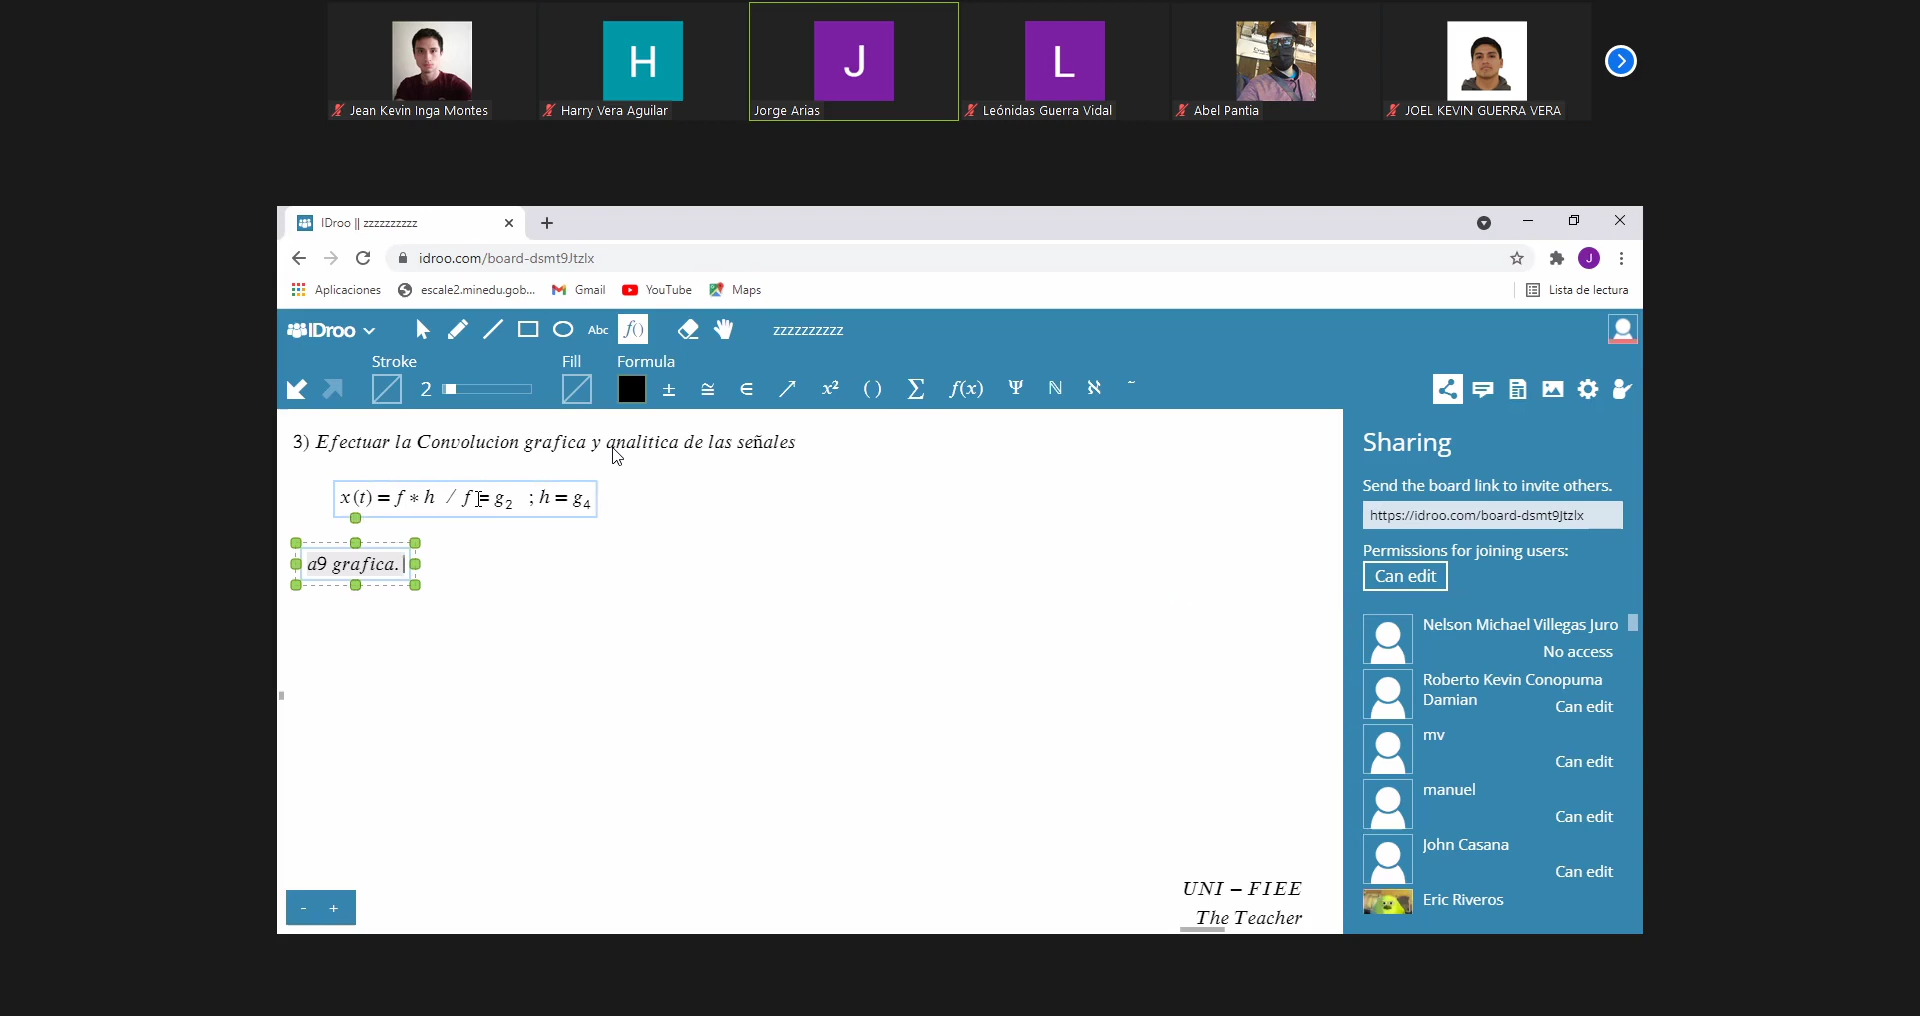 H
J
L
Jean Kevin Inga Montes
Harry Vera Aguilar
Jorge Arias
Leónidas Guerra Vidal
Abel Pantia
JOEL KEVIN GUERRA VERA
IDroo || zzzzzzzzzz
idroo.com/board-dsmt9Jtzlx
J
Aplicaciones
escale2.minedu.gob...
Gmail
YouTube
Maps
Lista de lectura
IDroo
Abc
f()
zzzzzzzzzz
Stroke
Fill
Formula
2
± ≅ ∈ ↗ x² ( ) ∑ f(x) Ψ ℕ ℵ ~
3) Efectuar la Convolucion grafica y analitica de las señales
x(t) = f * h / f = g₂ ; h = g₄
a9 grafica.
UNI – FIEE
The Teacher
- +
Sharing
Send the board link to invite others.
https://idroo.com/board-dsmt9Jtzlx
Permissions for joining users:
Can edit
Nelson Michael Villegas Juro
No access
Roberto Kevin Conopuma
Damian
Can edit
mv
Can edit
manuel
Can edit
John Casana
Can edit
Eric Riveros